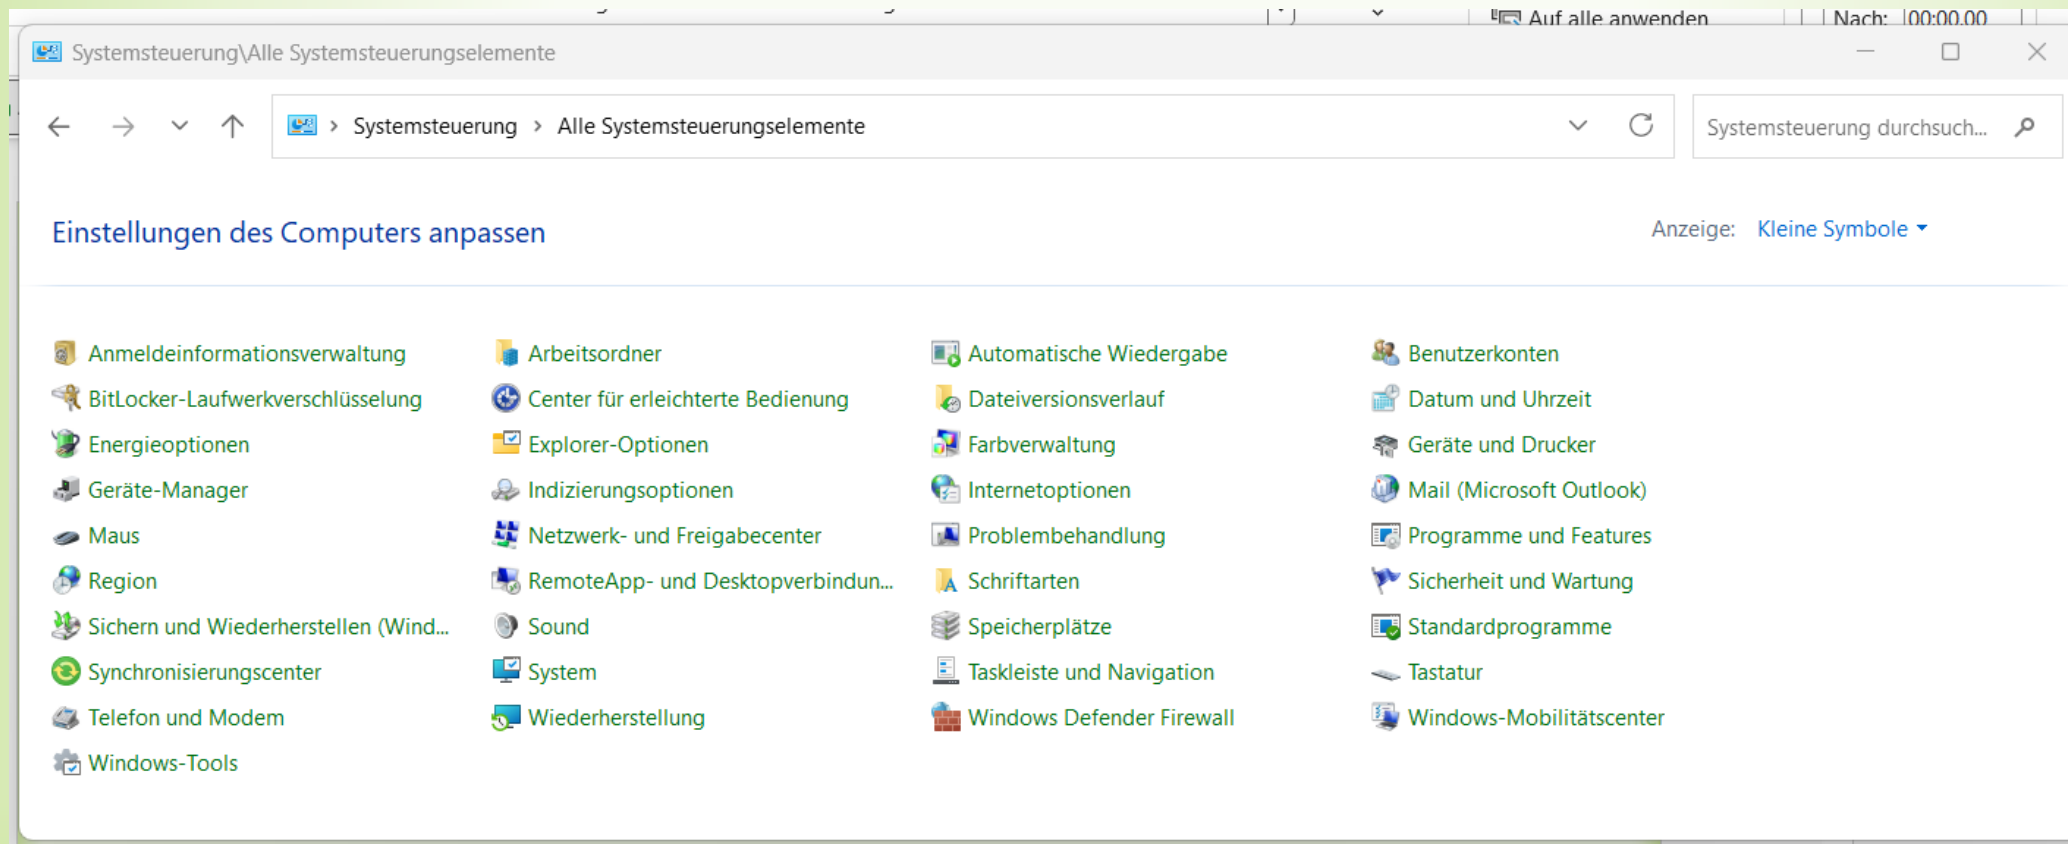 Auf alle anwenden Nach: 00:00.00
Systemsteuerung\Alle Systemsteuerungselemente
Systemsteuerung > Alle Systemsteuerungselemente Systemsteuerung durchsuch...
Einstellungen des Computers anpassen Anzeige: Kleine Symbole
Anmeldeinformationsverwaltung Arbeitsordner Automatische Wiedergabe Benutzerkonten
BitLocker-Laufwerkverschlüsselung Center für erleichterte Bedienung Dateiversionsverlauf Datum und Uhrzeit
Energieoptionen Explorer-Optionen Farbverwaltung Geräte und Drucker
Geräte-Manager Indizierungsoptionen Internetoptionen Mail (Microsoft Outlook)
Maus Netzwerk- und Freigabecenter Problembehandlung Programme und Features
Region RemoteApp- und Desktopverbindun... Schriftarten Sicherheit und Wartung
Sichern und Wiederherstellen (Wind... Sound Speicherplätze Standardprogramme
Synchronisierungscenter System Taskleiste und Navigation Tastatur
Telefon und Modem Wiederherstellung Windows Defender Firewall Windows-Mobilitätscenter
Windows-Tools